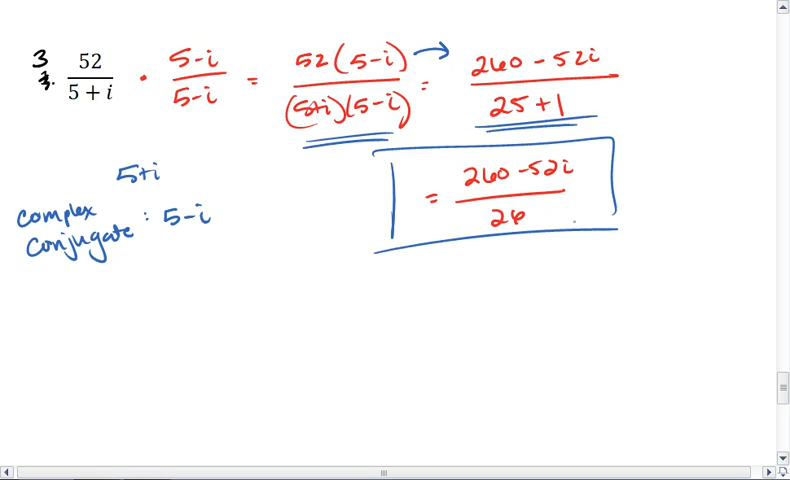 3. 52/(5 + i) · (5-i)/(5-i) = 52(5-i)/((5+i)(5-i)) = (260 - 52i)/(25+1)
= (260-52i)/26
5+i
complex
conjugate : 5-i